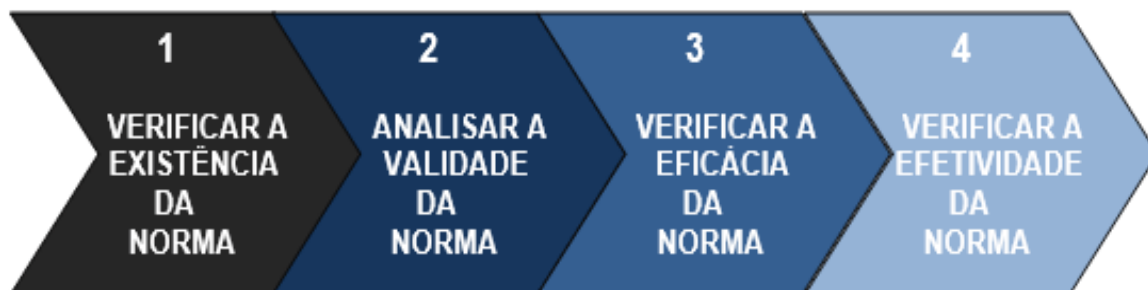 1
VERIFICAR A
EXISTÊNCIA
DA
NORMA
2
ANALISAR A
VALIDADE
DA
NORMA
3
VERIFICAR A
EFICÁCIA
DA
NORMA
4
VERIFICAR A
EFETIVIDADE
DA
NORMA